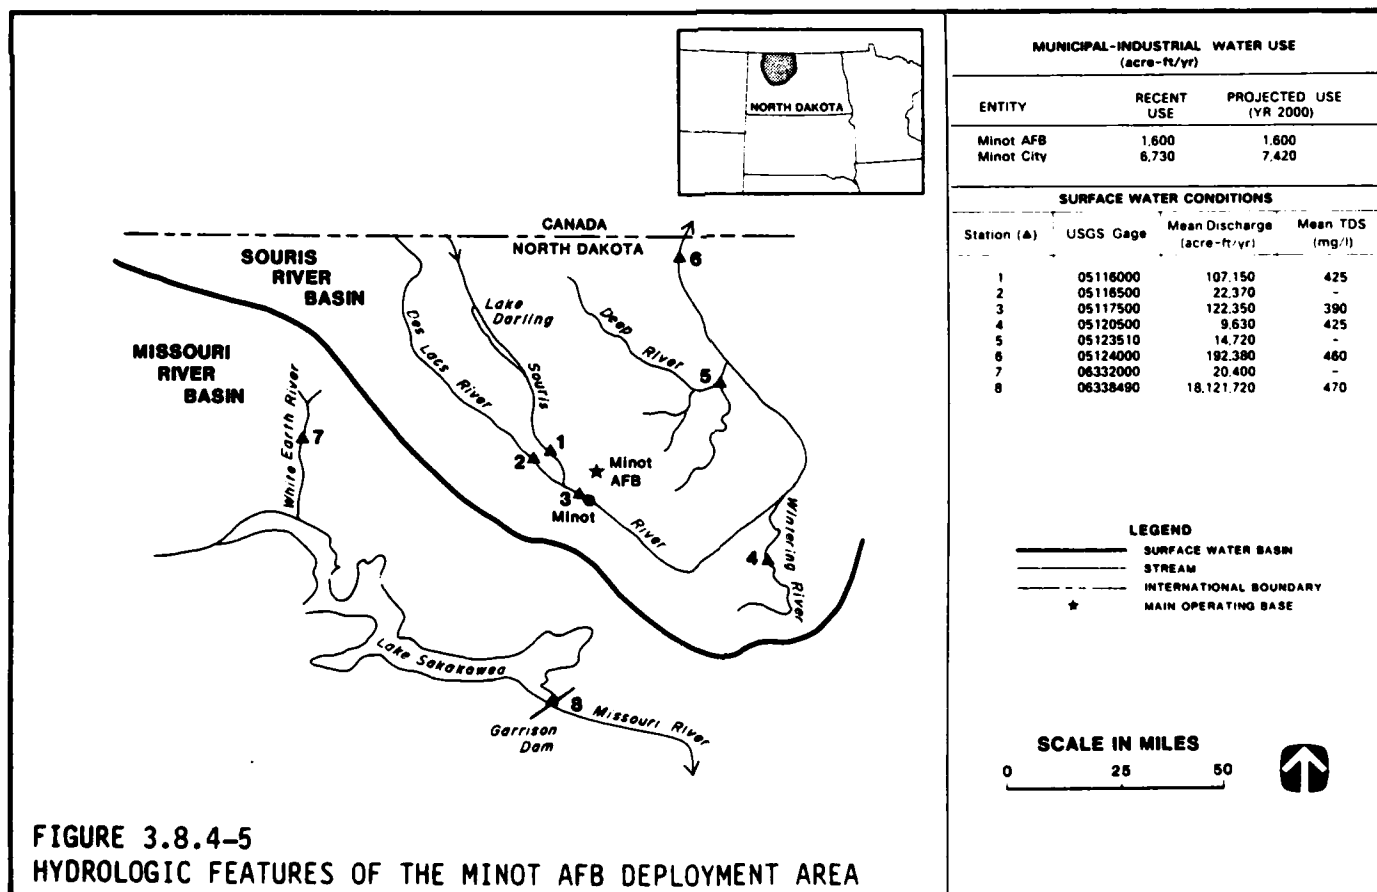 NORTH DAKOTA
CANADA
NORTH DAKOTA
SOURIS
RIVER
BASIN
MISSOURI
RIVER
BASIN
Des Lacs River
Lake
Darling
Souris
River
Deep
River
White Earth River
Wintering River
Minot
AFB
Minot
Lake Sakakawea
Garrison
Dam
Missouri River
1
2
3
4
5
6
7
8
MUNICIPAL-INDUSTRIAL WATER USE
(acre-ft/yr)
ENTITY RECENT USE PROJECTED USE (YR 2000)
Minot AFB 1,600 1,600
Minot City 6,730 7,420
SURFACE WATER CONDITIONS
Station (▲) USGS Gage Mean Discharge (acre-ft/yr) Mean TDS (mg/l)
1 05116000 107,150 425
2 05116500 22,370 -
3 05117500 122,350 390
4 05120500 9,630 425
5 05123510 14,720 -
6 05124000 192,380 460
7 06332000 20,400 -
8 06338490 18,121,720 470
LEGEND
SURFACE WATER BASIN
STREAM
INTERNATIONAL BOUNDARY
★ MAIN OPERATING BASE
SCALE IN MILES
0 25 50
FIGURE 3.8.4-5
HYDROLOGIC FEATURES OF THE MINOT AFB DEPLOYMENT AREA